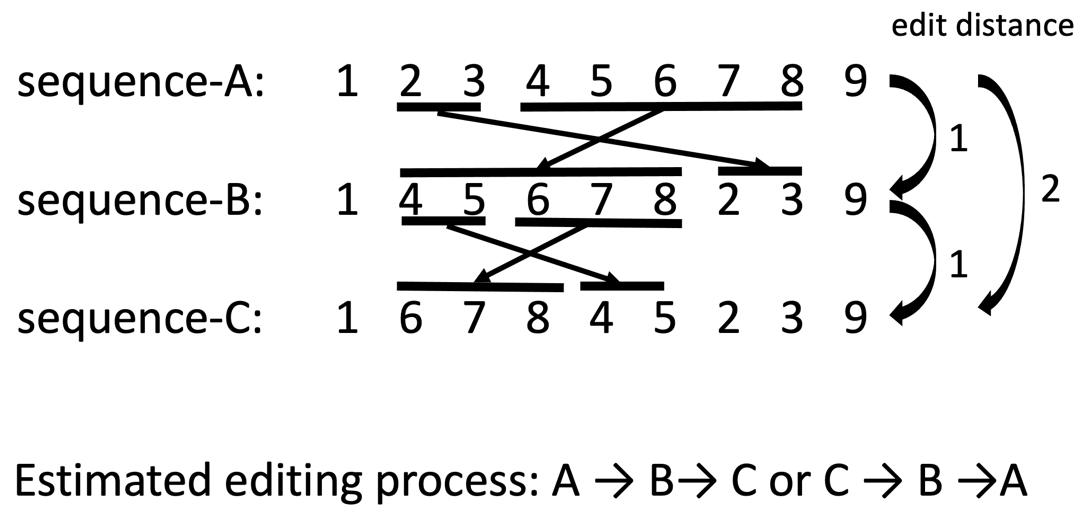 edit distance
sequence-A: 1 2 3 4 5 6 7 8 9
1
sequence-B: 1 4 5 6 7 8 2 3 9
2
1
sequence-C: 1 6 7 8 4 5 2 3 9
Estimated editing process: A → B→ C or C → B →A